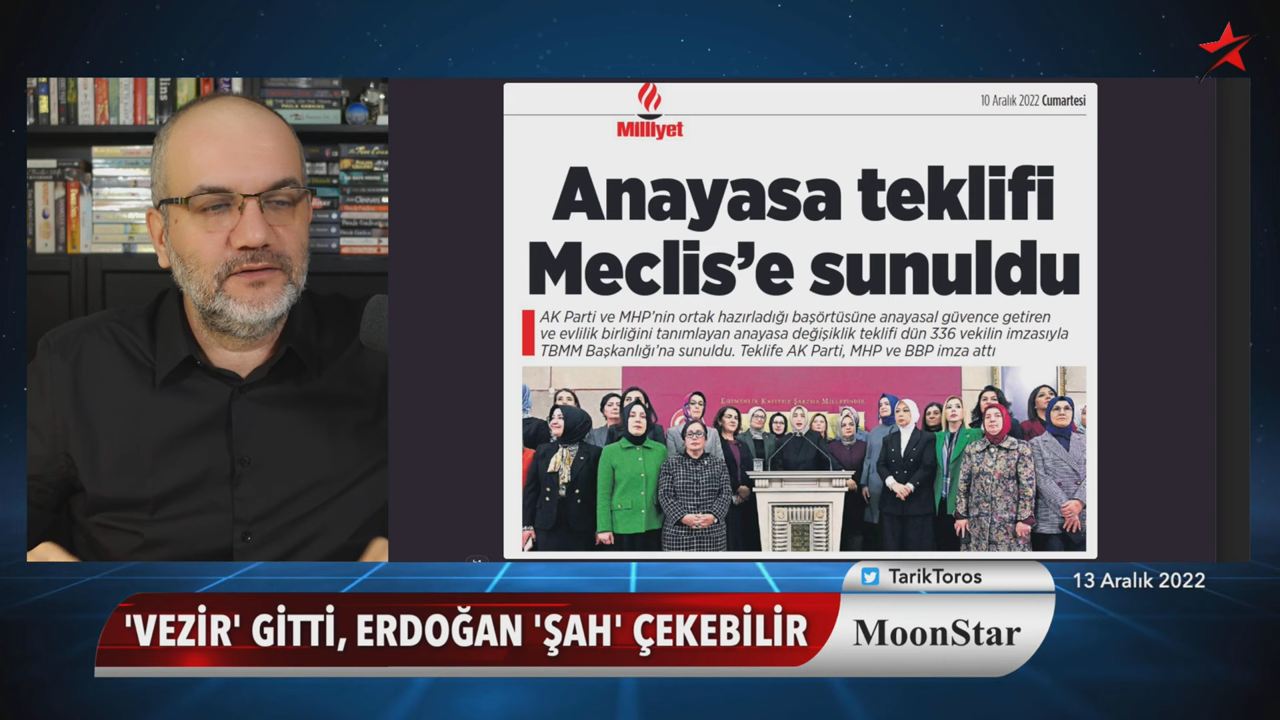 Milliyet
10 Aralık 2022 Cumartesi
Anayasa teklifi
Meclis'e sunuldu
AK Parti ve MHP'nin ortak hazırladığı başörtüsüne anayasal güvence getiren
ve evlilik birliğini tanımlayan anayasa değişiklik teklifi dün 336 vekilin imzasıyla
TBMM Başkanlığı'na sunuldu. Teklife AK Parti, MHP ve BBP imza attı
TarikToros
13 Aralık 2022
'VEZİR' GİTTİ, ERDOĞAN 'ŞAH' ÇEKEBİLİR
MoonStar